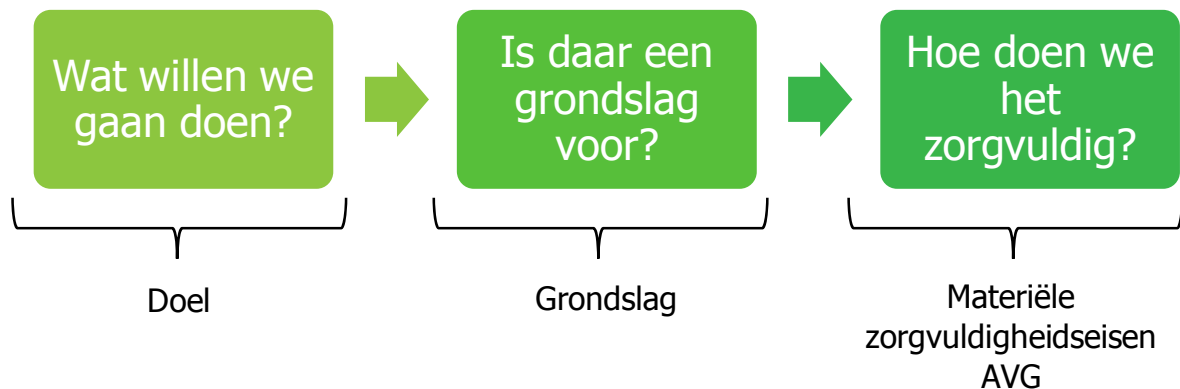 Wat willen we
gaan doen?
Is daar een
grondslag
voor?
Hoe doen we
het
zorgvuldig?
Doel
Grondslag
Materiële
zorgvuldigheidseisen
AVG